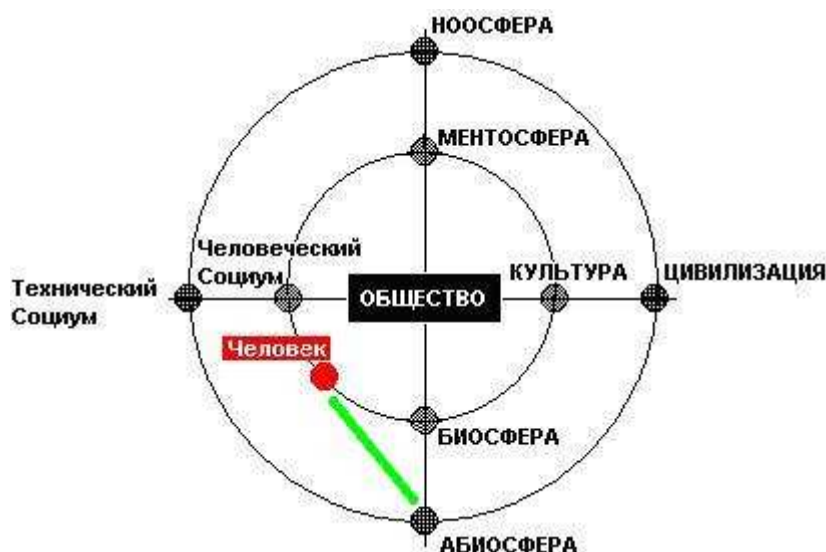 НООСФЕРА
МЕНТОСФЕРА
Человеческий
Социум
КУЛЬТУРА
ЦИВИЛИЗАЦИЯ
Технический
Социум
ОБЩЕСТВО
Человек
БИОСФЕРА
АБИОСФЕРА